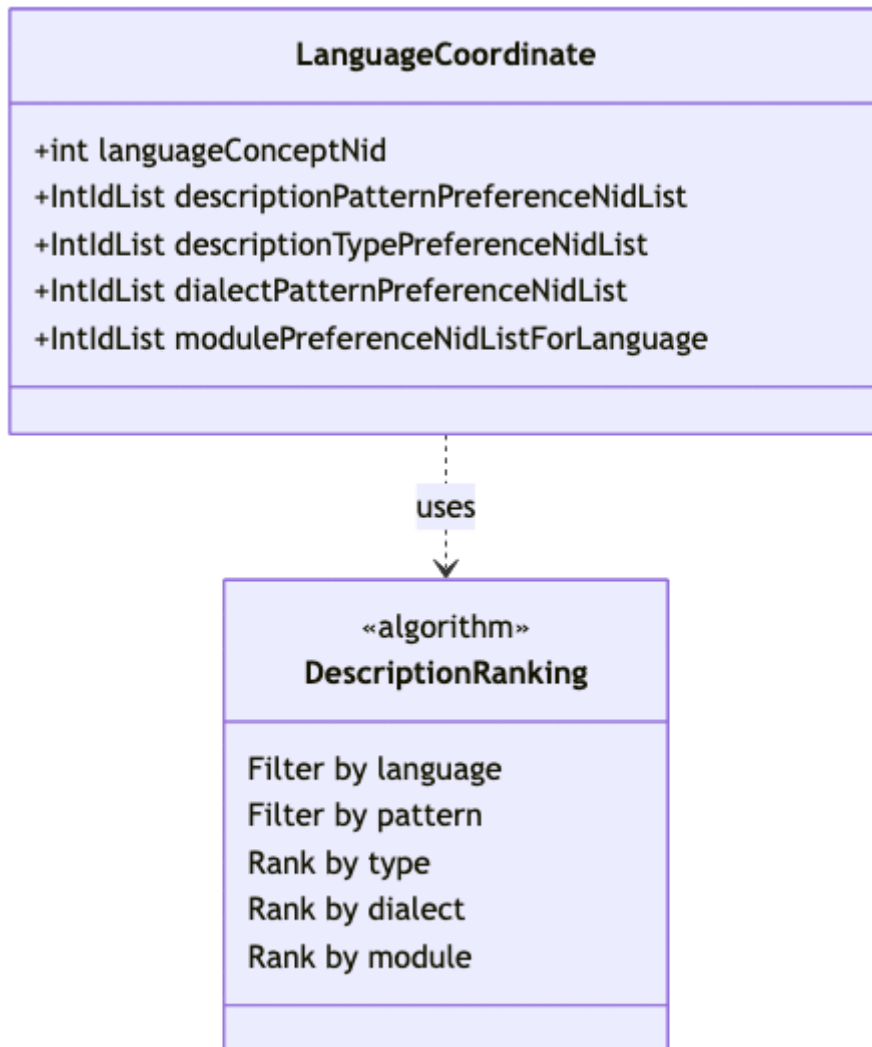 LanguageCoordinate
+int languageConceptNid
+IntIdList descriptionPatternPreferenceNidList
+IntIdList descriptionTypePreferenceNidList
+IntIdList dialectPatternPreferenceNidList
+IntIdList modulePreferenceNidListForLanguage
uses
«algorithm»
DescriptionRanking
Filter by language
Filter by pattern
Rank by type
Rank by dialect
Rank by module